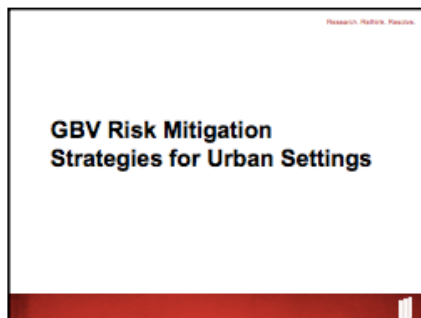 Research. Rethink. Resolve.
GBV Risk Mitigation
Strategies for Urban Settings